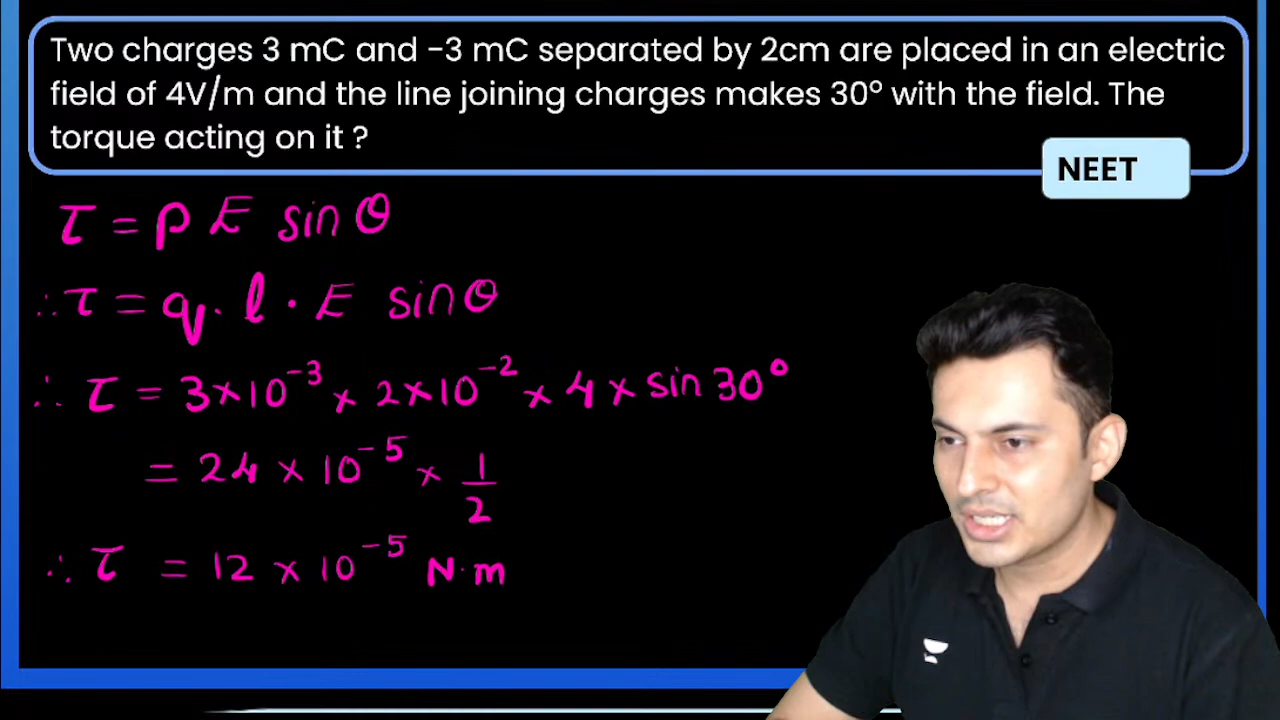 Two charges 3 mC and -3 mC separated by 2cm are placed in an electric
field of 4V/m and the line joining charges makes 30° with the field. The
torque acting on it ?
NEET
τ = p E sin θ
∴ τ = q · l · E sin θ
∴ τ = 3×10⁻³ × 2×10⁻² × 4 × sin 30°
= 24 × 10⁻⁵ × 1/2
∴ τ = 12 × 10⁻⁵ N·m